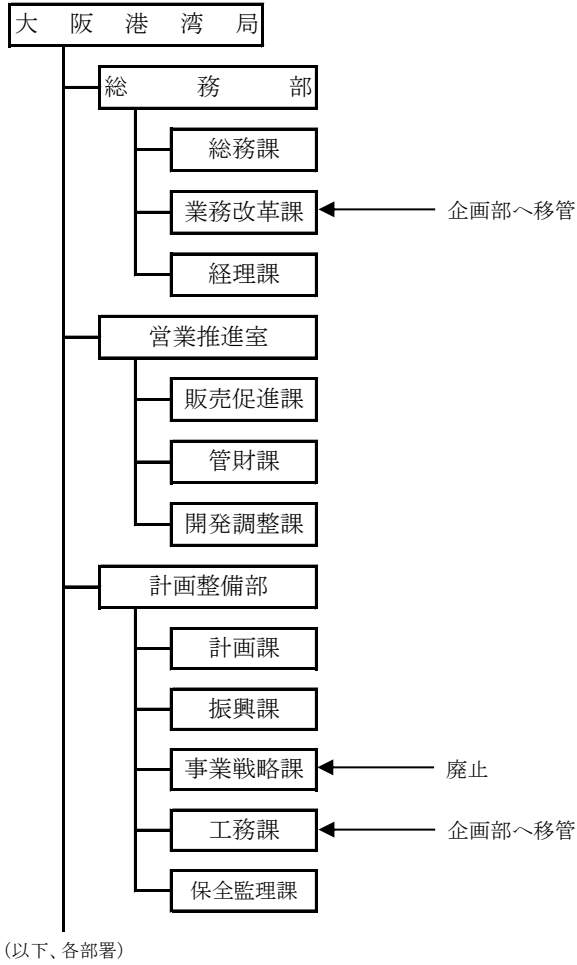 大阪港湾局
総務部
総務課
業務改革課 企画部へ移管
経理課
営業推進室
販売促進課
管財課
開発調整課
計画整備部
計画課
振興課
事業戦略課 廃止
工務課 企画部へ移管
保全監理課
（以下、各部署）